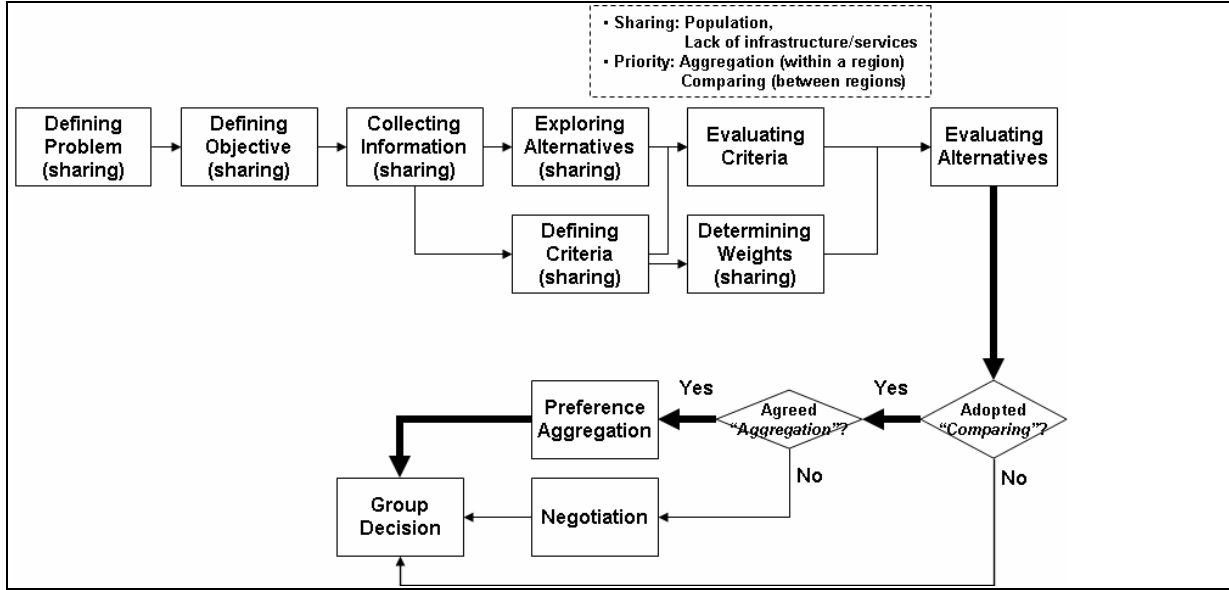 • Sharing: Population,
Lack of infrastructure/services
• Priority: Aggregation (within a region)
Comparing (between regions)
Defining
Problem
(sharing)
Defining
Objective
(sharing)
Collecting
Information
(sharing)
Exploring
Alternatives
(sharing)
Evaluating
Criteria
Evaluating
Alternatives
Defining
Criteria
(sharing)
Determining
Weights
(sharing)
Adopted
“Comparing”?
Yes
No
Agreed
“Aggregation”?
Yes
No
Preference
Aggregation
Negotiation
Group
Decision